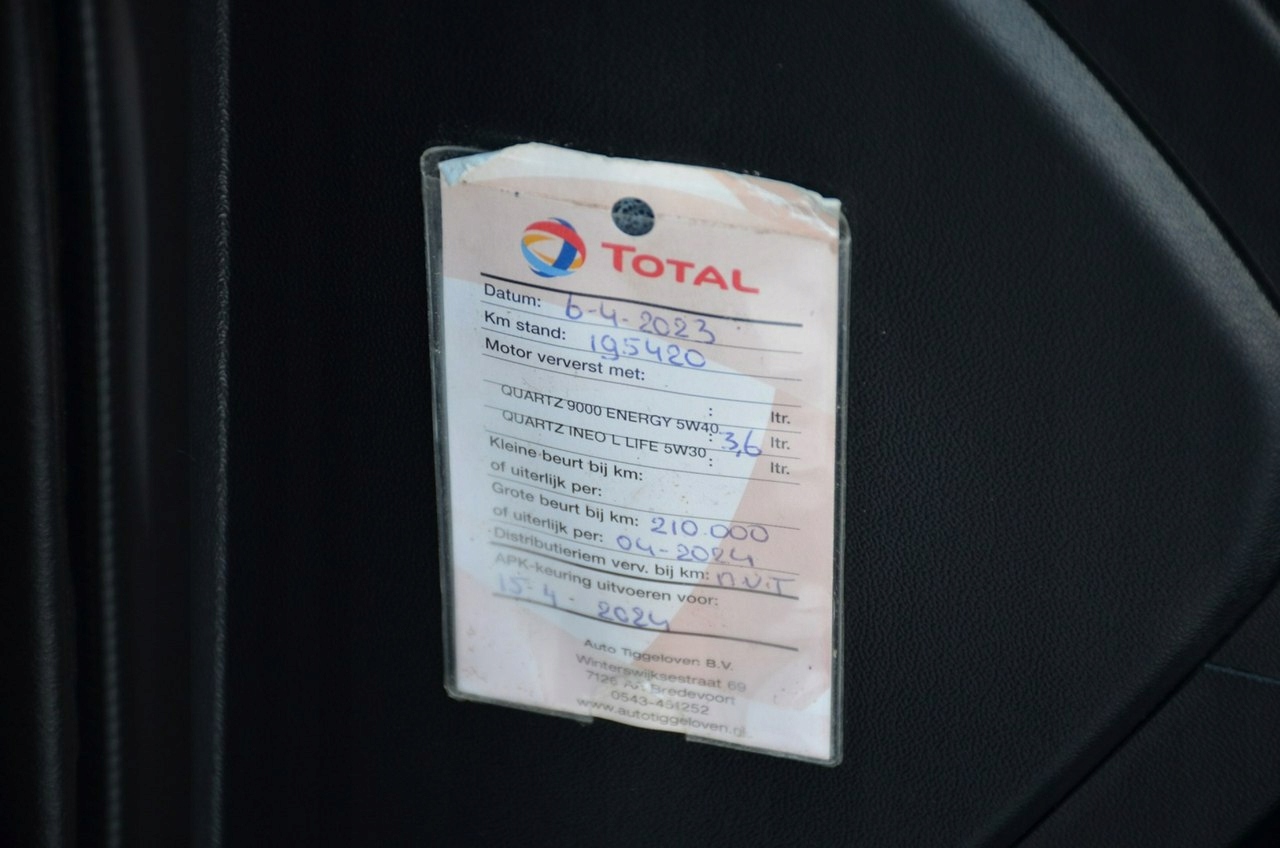 TOTAL
Datum: 6-4-2023
Km stand: 195420
Motor ververst met:
: ltr.
QUARTZ 9000 ENERGY 5W40 : 3,6 ltr.
QUARTZ INEO L LIFE 5W30 : ltr.
Kleine beurt bij km:
of uiterlijk per:
Grote beurt bij km: 210.000
of uiterlijk per: 04-2024
Distributieriem verv. bij km: n.v.T
APK-keuring uitvoeren voor:
15-4-2024
Auto Tiggeloven B.V.
Winterswijksestraat 69
Bredevoort
0543-451252
www.autotiggeloven.nl